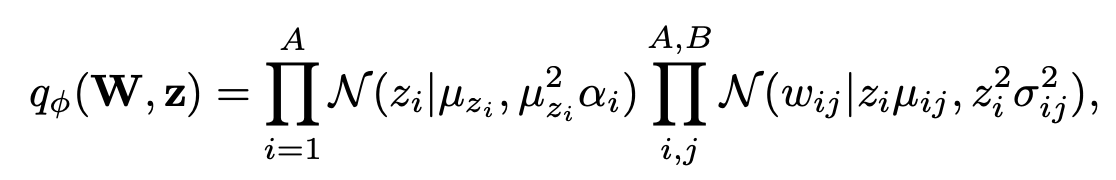 $q_\phi(\mathbf{W}, \mathbf{z}) = \prod_{i=1}^{A} \mathcal{N}(z_i | \mu_{z_i}, \mu_{z_i}^2 \alpha_i) \prod_{i,j}^{A,B} \mathcal{N}(w_{ij} | z_i \mu_{ij}, z_i^2 \sigma_{ij}^2),$